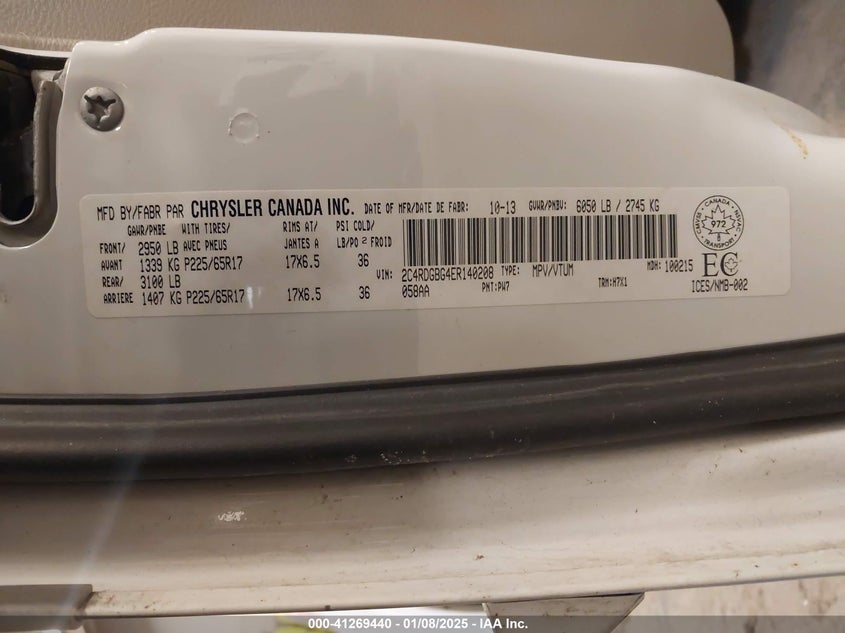 MFD BY/FABR PAR CHRYSLER CANADA INC. DATE OF MFR/DATE DE FABR: 10-13 GVWR/PNBV: 6050 LB / 2745 KG
GAWR/PNBE WITH TIRES/ RIMS AT/ PSI COLD/
FRONT/ 2950 LB AVEC PNEUS JANTES A LB/PO² FROID
AVANT 1339 KG P225/65R17 17X6.5 36
REAR/ 3100 LB
ARRIERE 1407 KG P225/65R17 17X6.5 36
VIN: 2C4RDGBG4ER140208 TYPE: MPV/VTUM MDH: 100215
058AA PNT:PW7 TRM:H7X1
CANADA
972
TRANSPORT
CMVSS
NSVAC
EC
ICES/NMB-002
000-41269440 - 01/08/2025 - IAA Inc.